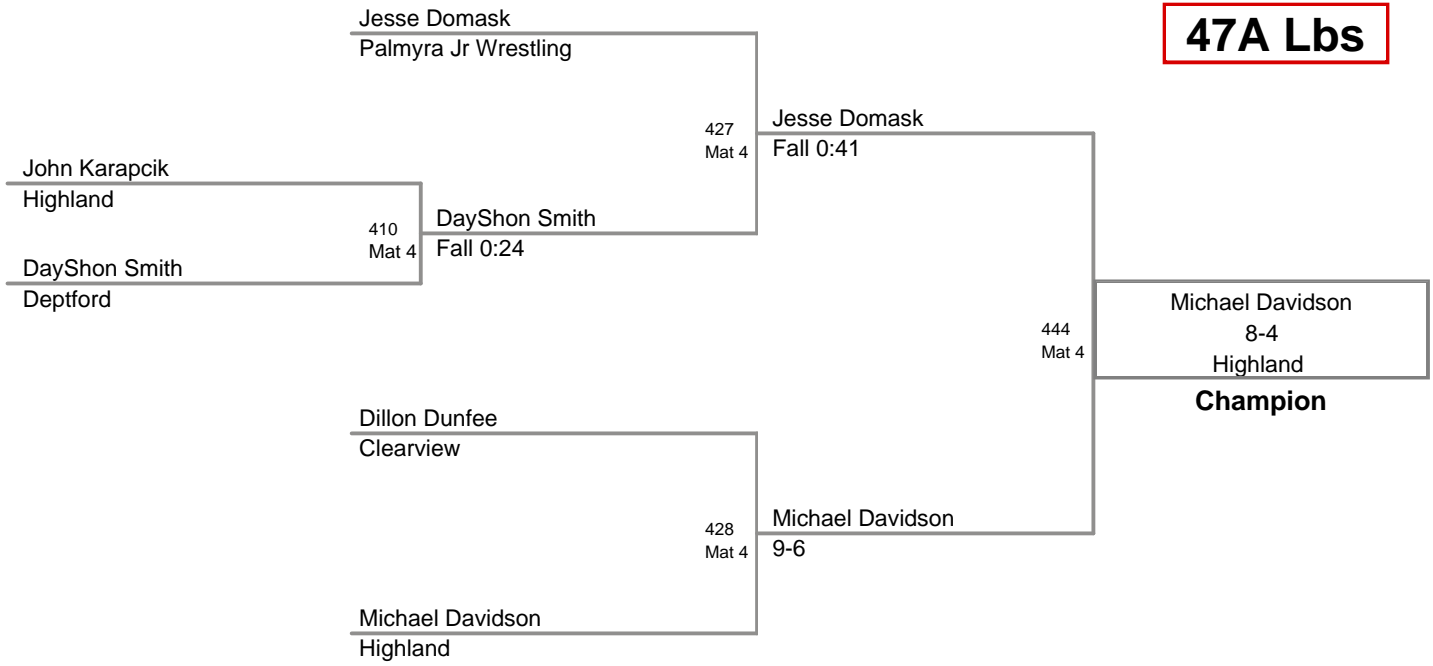 47A Lbs
Jesse Domask
Palmyra Jr Wrestling
427
Mat 4
Jesse Domask
Fall 0:41
John Karapcik
Highland
410
Mat 4
DayShon Smith
Fall 0:24
DayShon Smith
Deptford
444
Mat 4
Michael Davidson
8-4
Highland
Champion
Dillon Dunfee
Clearview
428
Mat 4
Michael Davidson
9-6
Michael Davidson
Highland